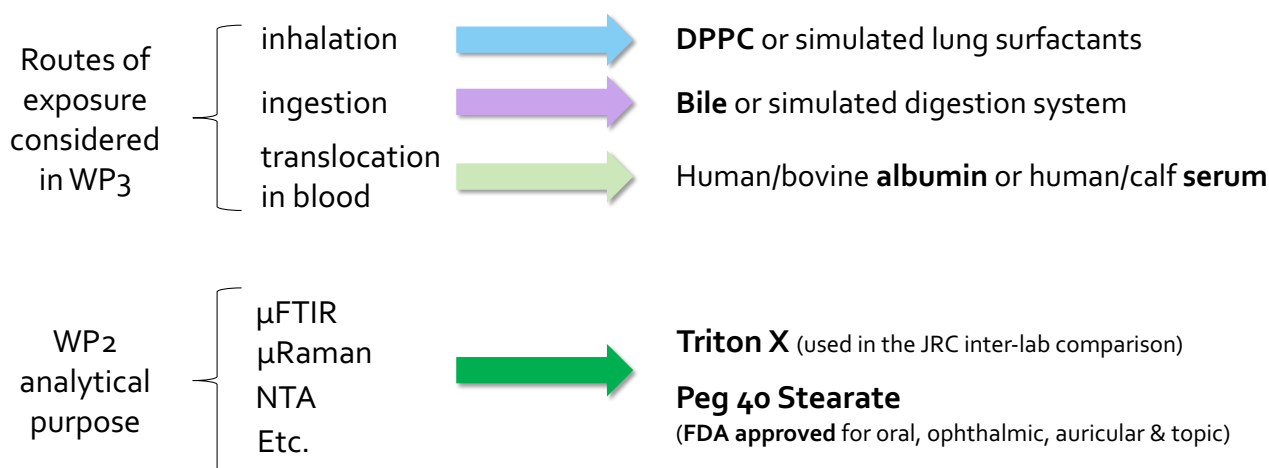 Routes of
exposure
considered
in WP3
inhalation
DPPC or simulated lung surfactants
ingestion
Bile or simulated digestion system
translocation
in blood
Human/bovine albumin or human/calf serum
WP2
analytical
purpose
µFTIR
µRaman
NTA
Etc.
Triton X (used in the JRC inter-lab comparison)
Peg 40 Stearate
(FDA approved for oral, ophthalmic, auricular & topic)